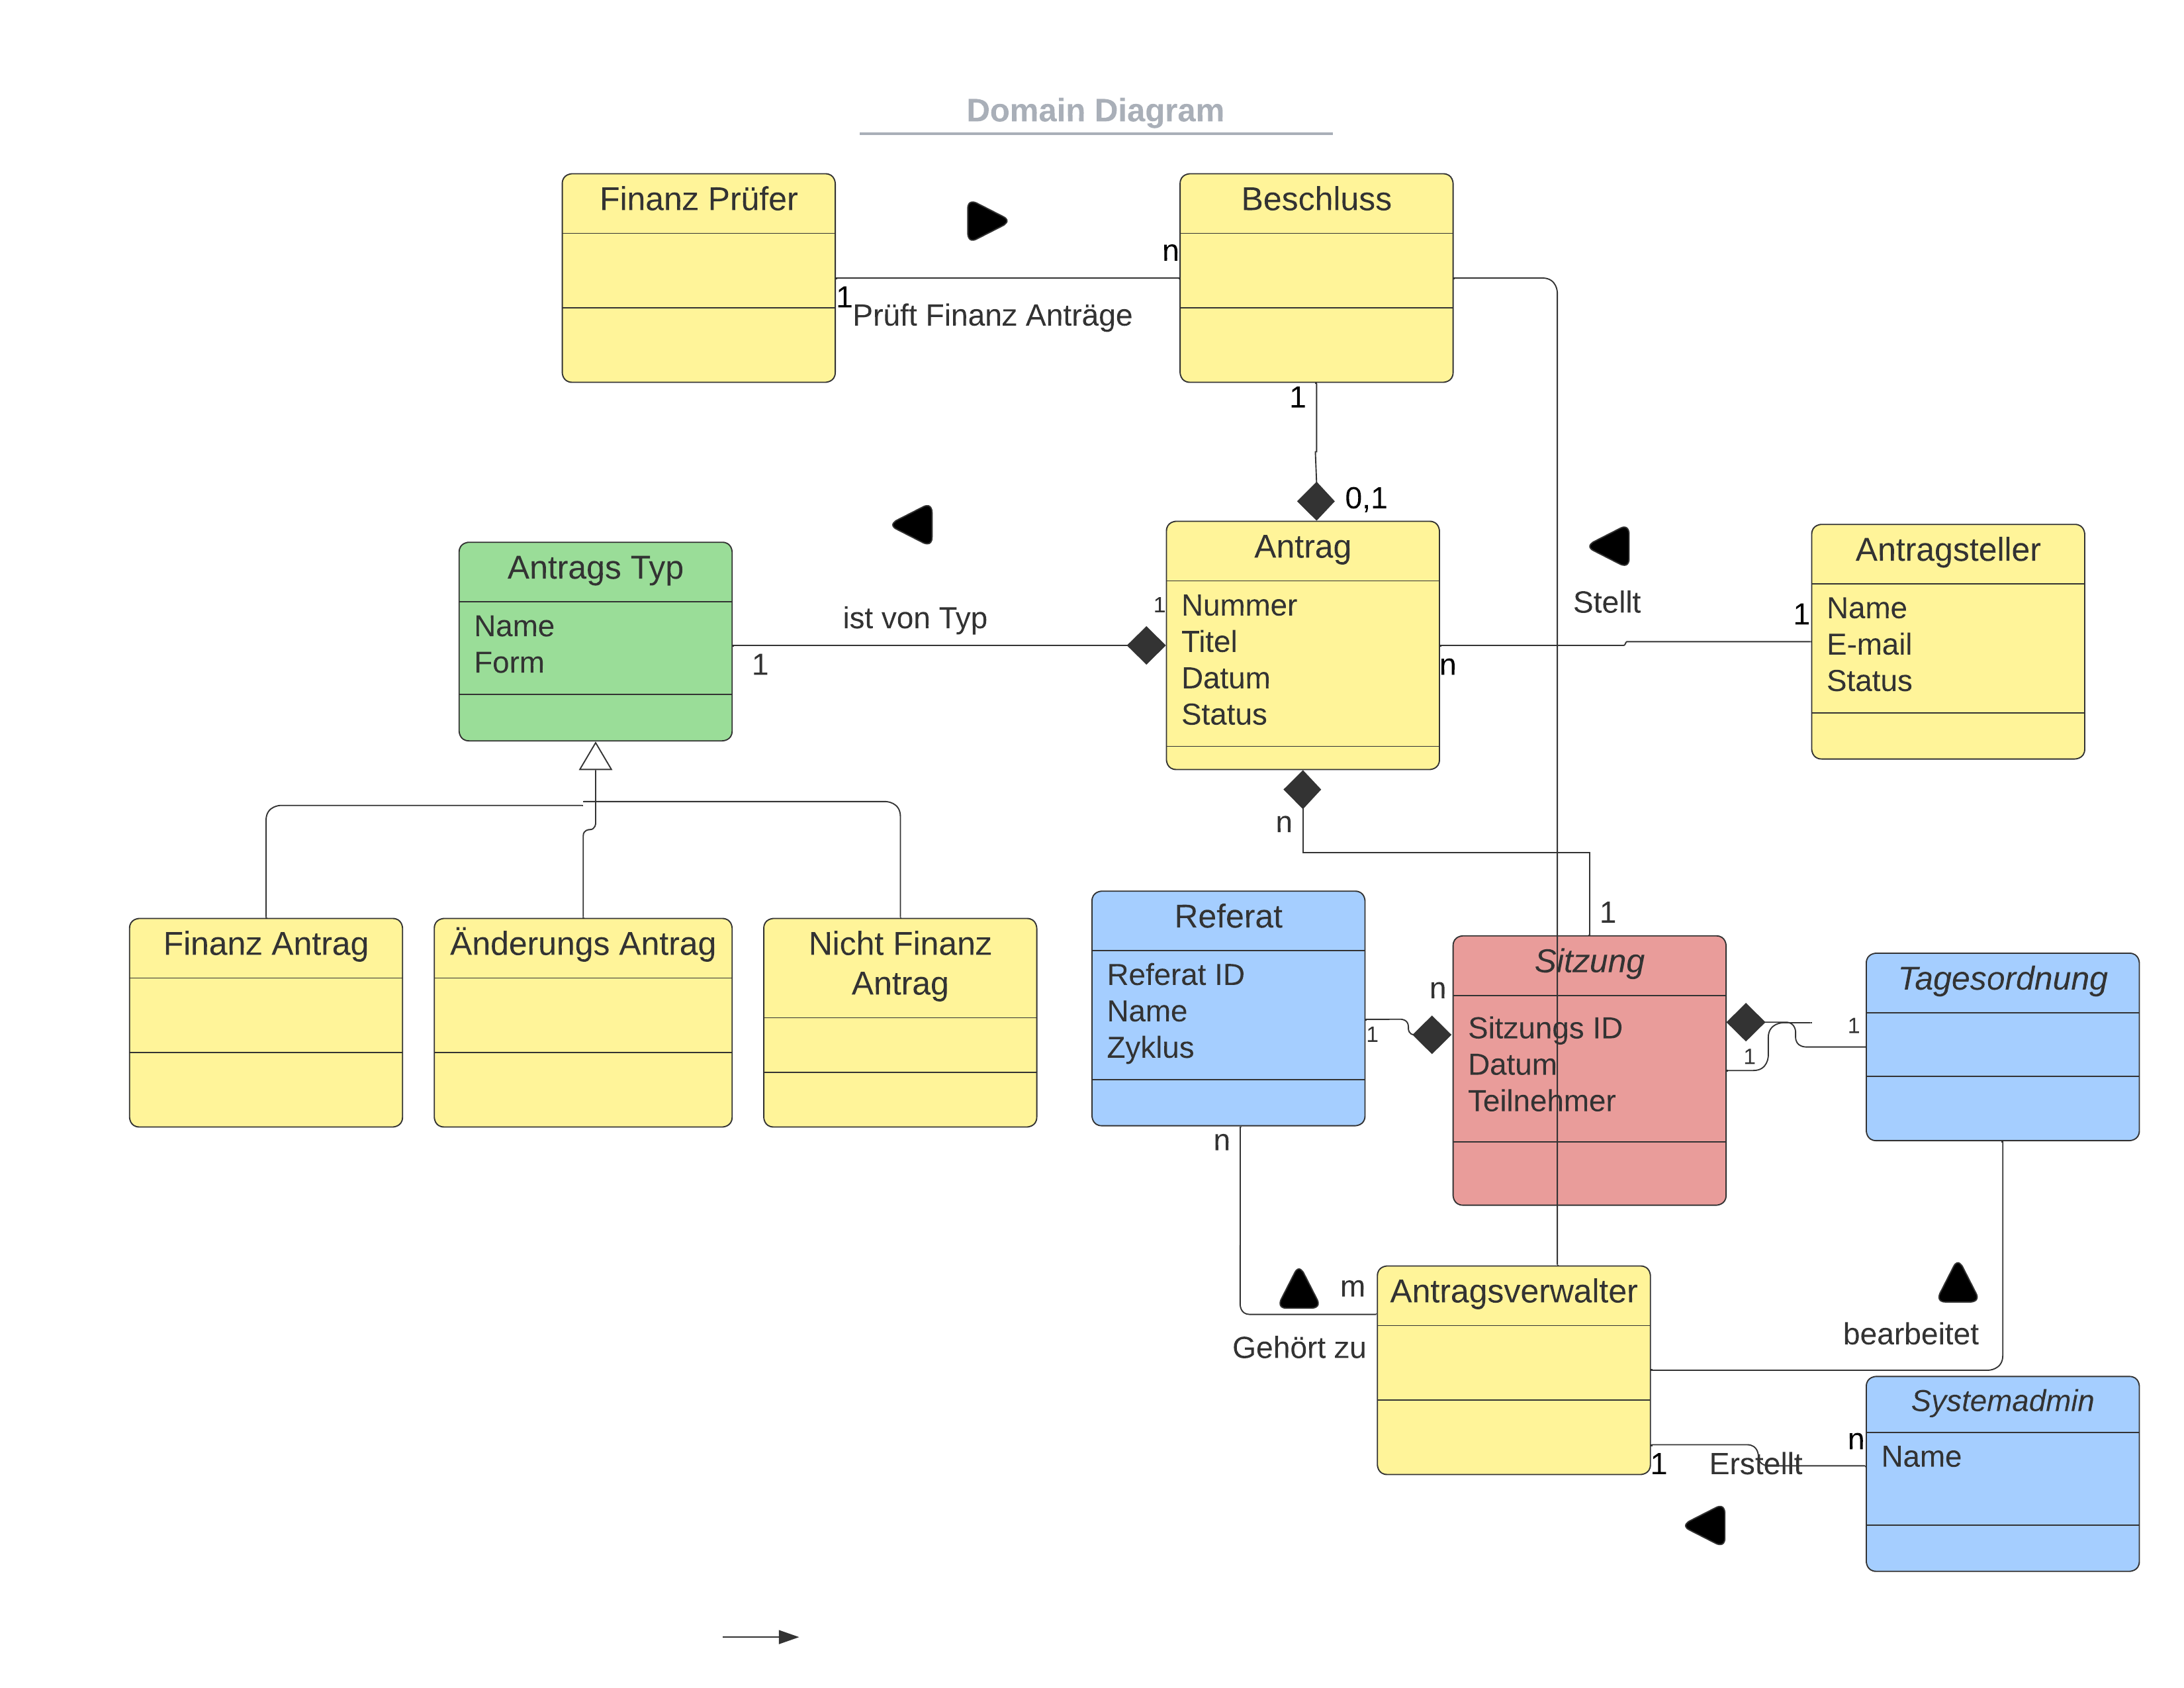 Domain Diagram
Finanz Prüfer
Beschluss
n
1
Prüft Finanz Anträge
1
0,1
Antrags Typ
Name
Form
ist von Typ
1
1
Antrag
Nummer
Titel
Datum
Status
n
Stellt
1
Antragsteller
Name
E-mail
Status
n
1
Finanz Antrag
Änderungs Antrag
Nicht Finanz
Antrag
Referat
Referat ID
Name
Zyklus
1
n
Sitzung
Sitzungs ID
Datum
Teilnehmer
1
1
Tagesordnung
n
m
Gehört zu
Antragsverwalter
bearbeitet
1
Erstellt
n
Systemadmin
Name